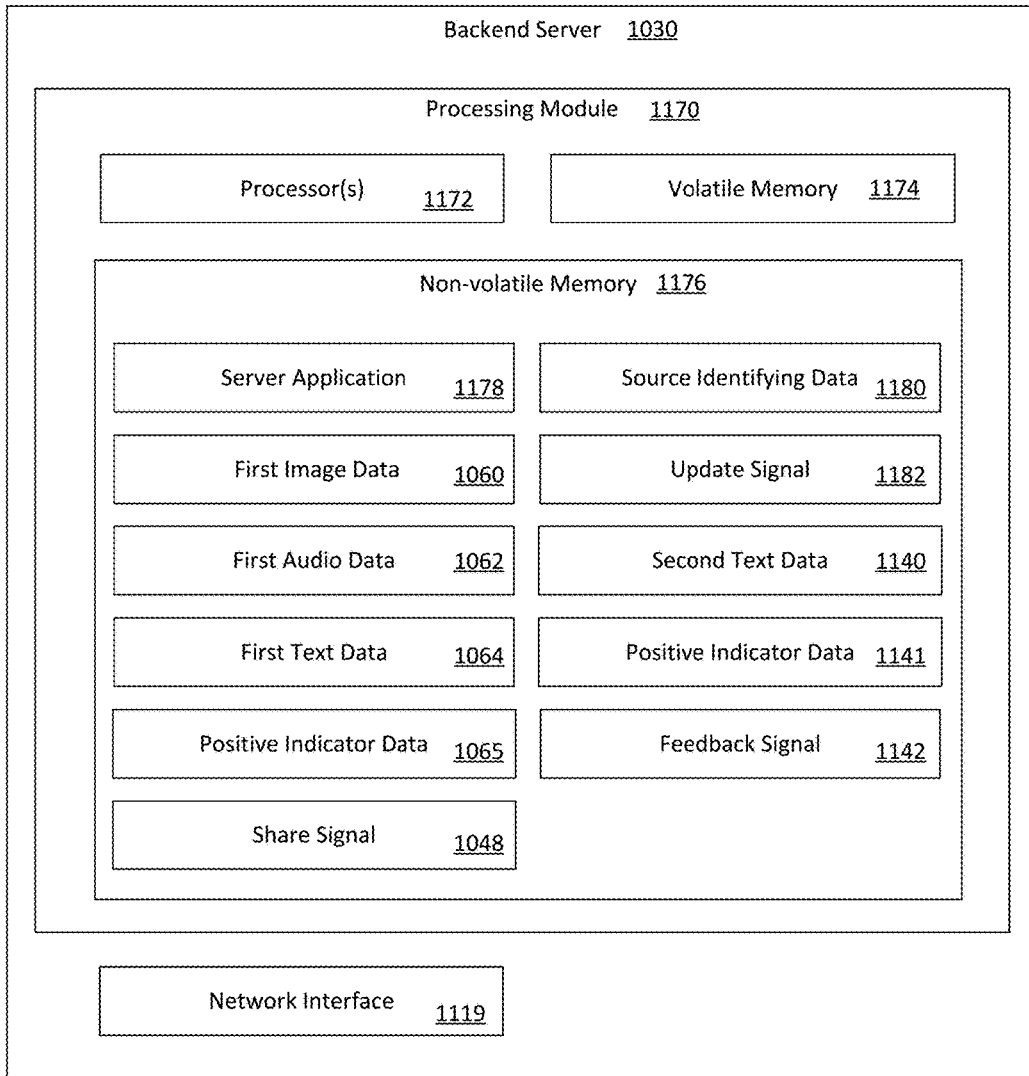 Backend Server 1030
Processing Module 1170
Processor(s) 1172
Volatile Memory 1174
Non-volatile Memory 1176
Server Application 1178
Source Identifying Data 1180
First Image Data 1060
Update Signal 1182
First Audio Data 1062
Second Text Data 1140
First Text Data 1064
Positive Indicator Data 1141
Positive Indicator Data 1065
Feedback Signal 1142
Share Signal 1048
Network Interface 1119